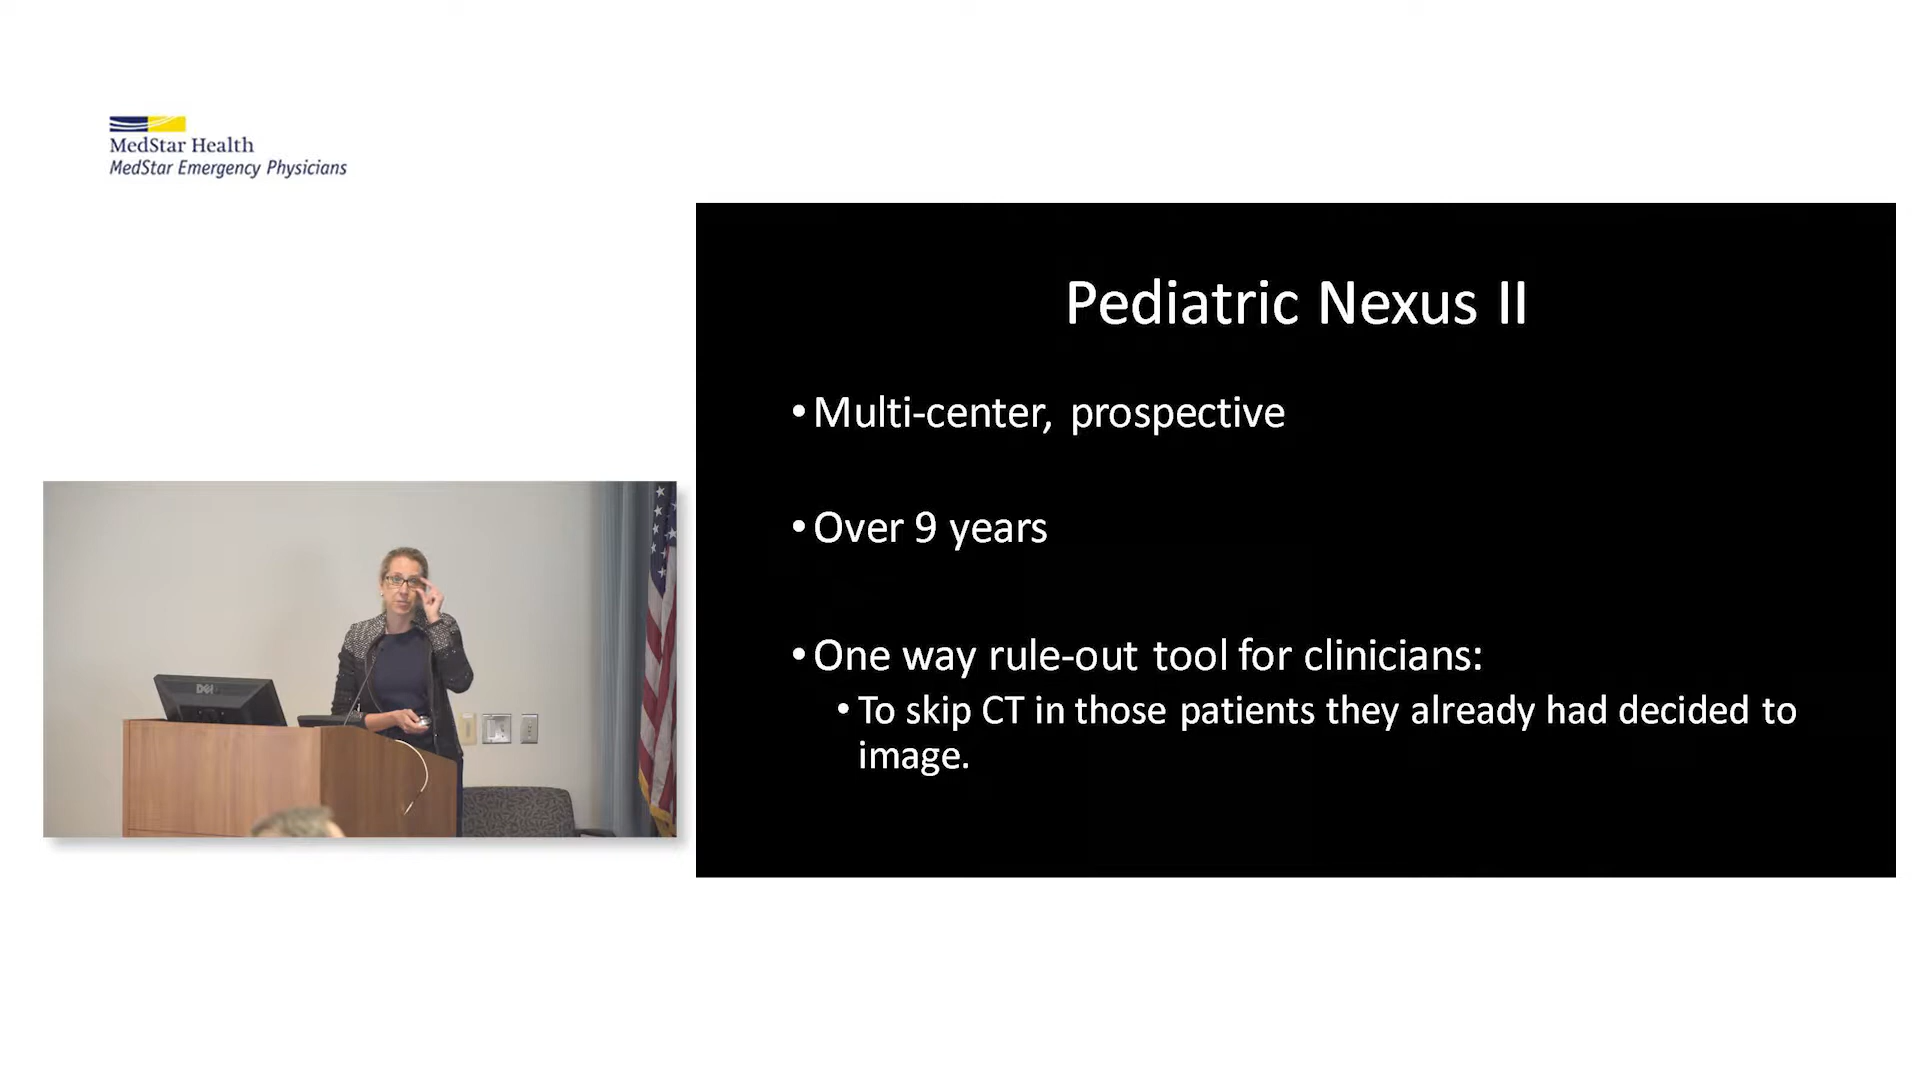 MedStar Health
MedStar Emergency Physicians
Pediatric Nexus II
•Multi-center, prospective
•Over 9 years
•One way rule-out tool for clinicians:
•To skip CT in those patients they already had decided to
image.
DELL